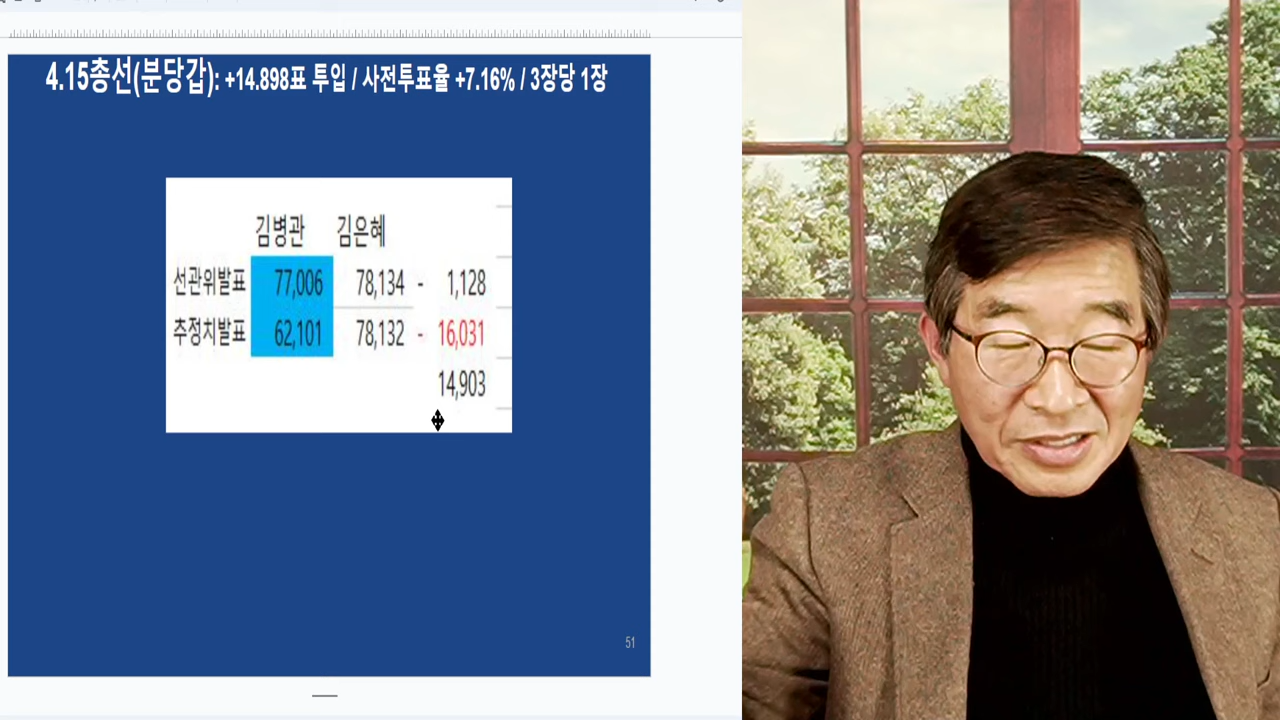 4.15총선(분당갑): +14.898표 투입 / 사전투표율 +7.16% / 3장당 1장
김병관 김은혜
선관위발표 77,006 78,134 - 1,128
추정치발표 62,101 78,132 - 16,031
14,903
51